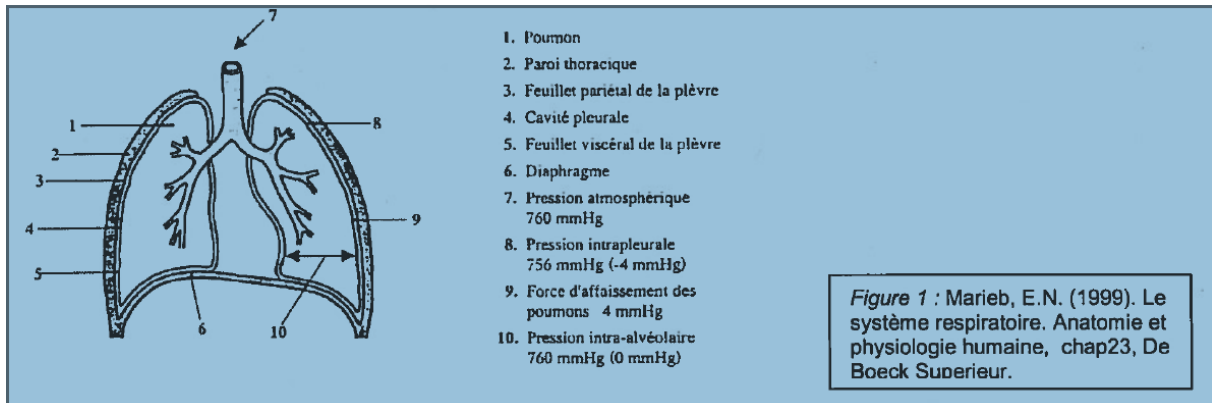 7
1
2
3
4
5
6
10
8
9
1. Poumon
2. Paroi thoracique
3. Feuillet pariétal de la plèvre
4. Cavité pleurale
5. Feuillet viscéral de la plèvre
6. Diaphragme
7. Pression atmosphérique
760 mmHg
8. Pression intrapleurale
756 mmHg (-4 mmHg)
9. Force d'affaissement des
poumons 4 mmHg
10. Pression intra-alvéolaire
760 mmHg (0 mmHg)
Figure 1 : Marieb, E.N. (1999). Le
système respiratoire. Anatomie et
physiologie humaine, chap23, De
Boeck Superieur.